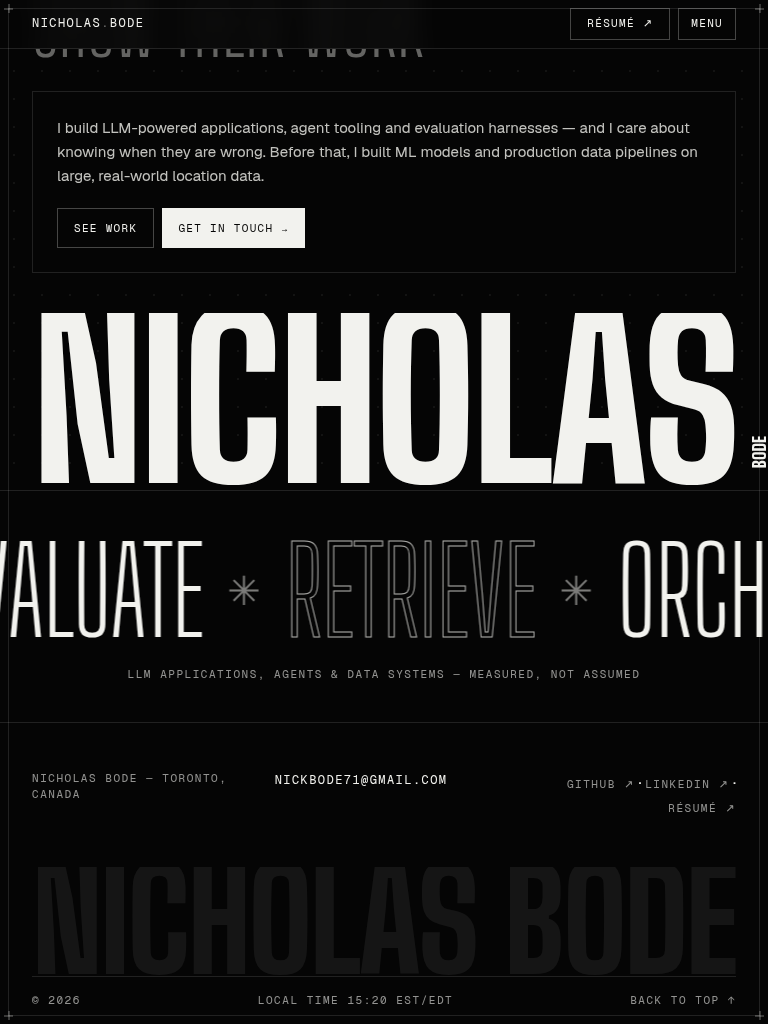 NICHOLAS.BODE
RÉSUMÉ ↗
MENU
SHOW THEIR WORK
I build LLM-powered applications, agent tooling and evaluation harnesses — and I care about
knowing when they are wrong. Before that, I built ML models and production data pipelines on
large, real-world location data.
SEE WORK
GET IN TOUCH →
NICHOLAS
BODE
VALUATE ✳ RETRIEVE ✳ ORCH
LLM APPLICATIONS, AGENTS & DATA SYSTEMS — MEASURED, NOT ASSUMED
NICHOLAS BODE — TORONTO,
CANADA
NICKBODE71@GMAIL.COM
GITHUB ↗ · LINKEDIN ↗ ·
RÉSUMÉ ↗
NICHOLAS BODE
© 2026
LOCAL TIME 15:20 EST/EDT
BACK TO TOP ↑